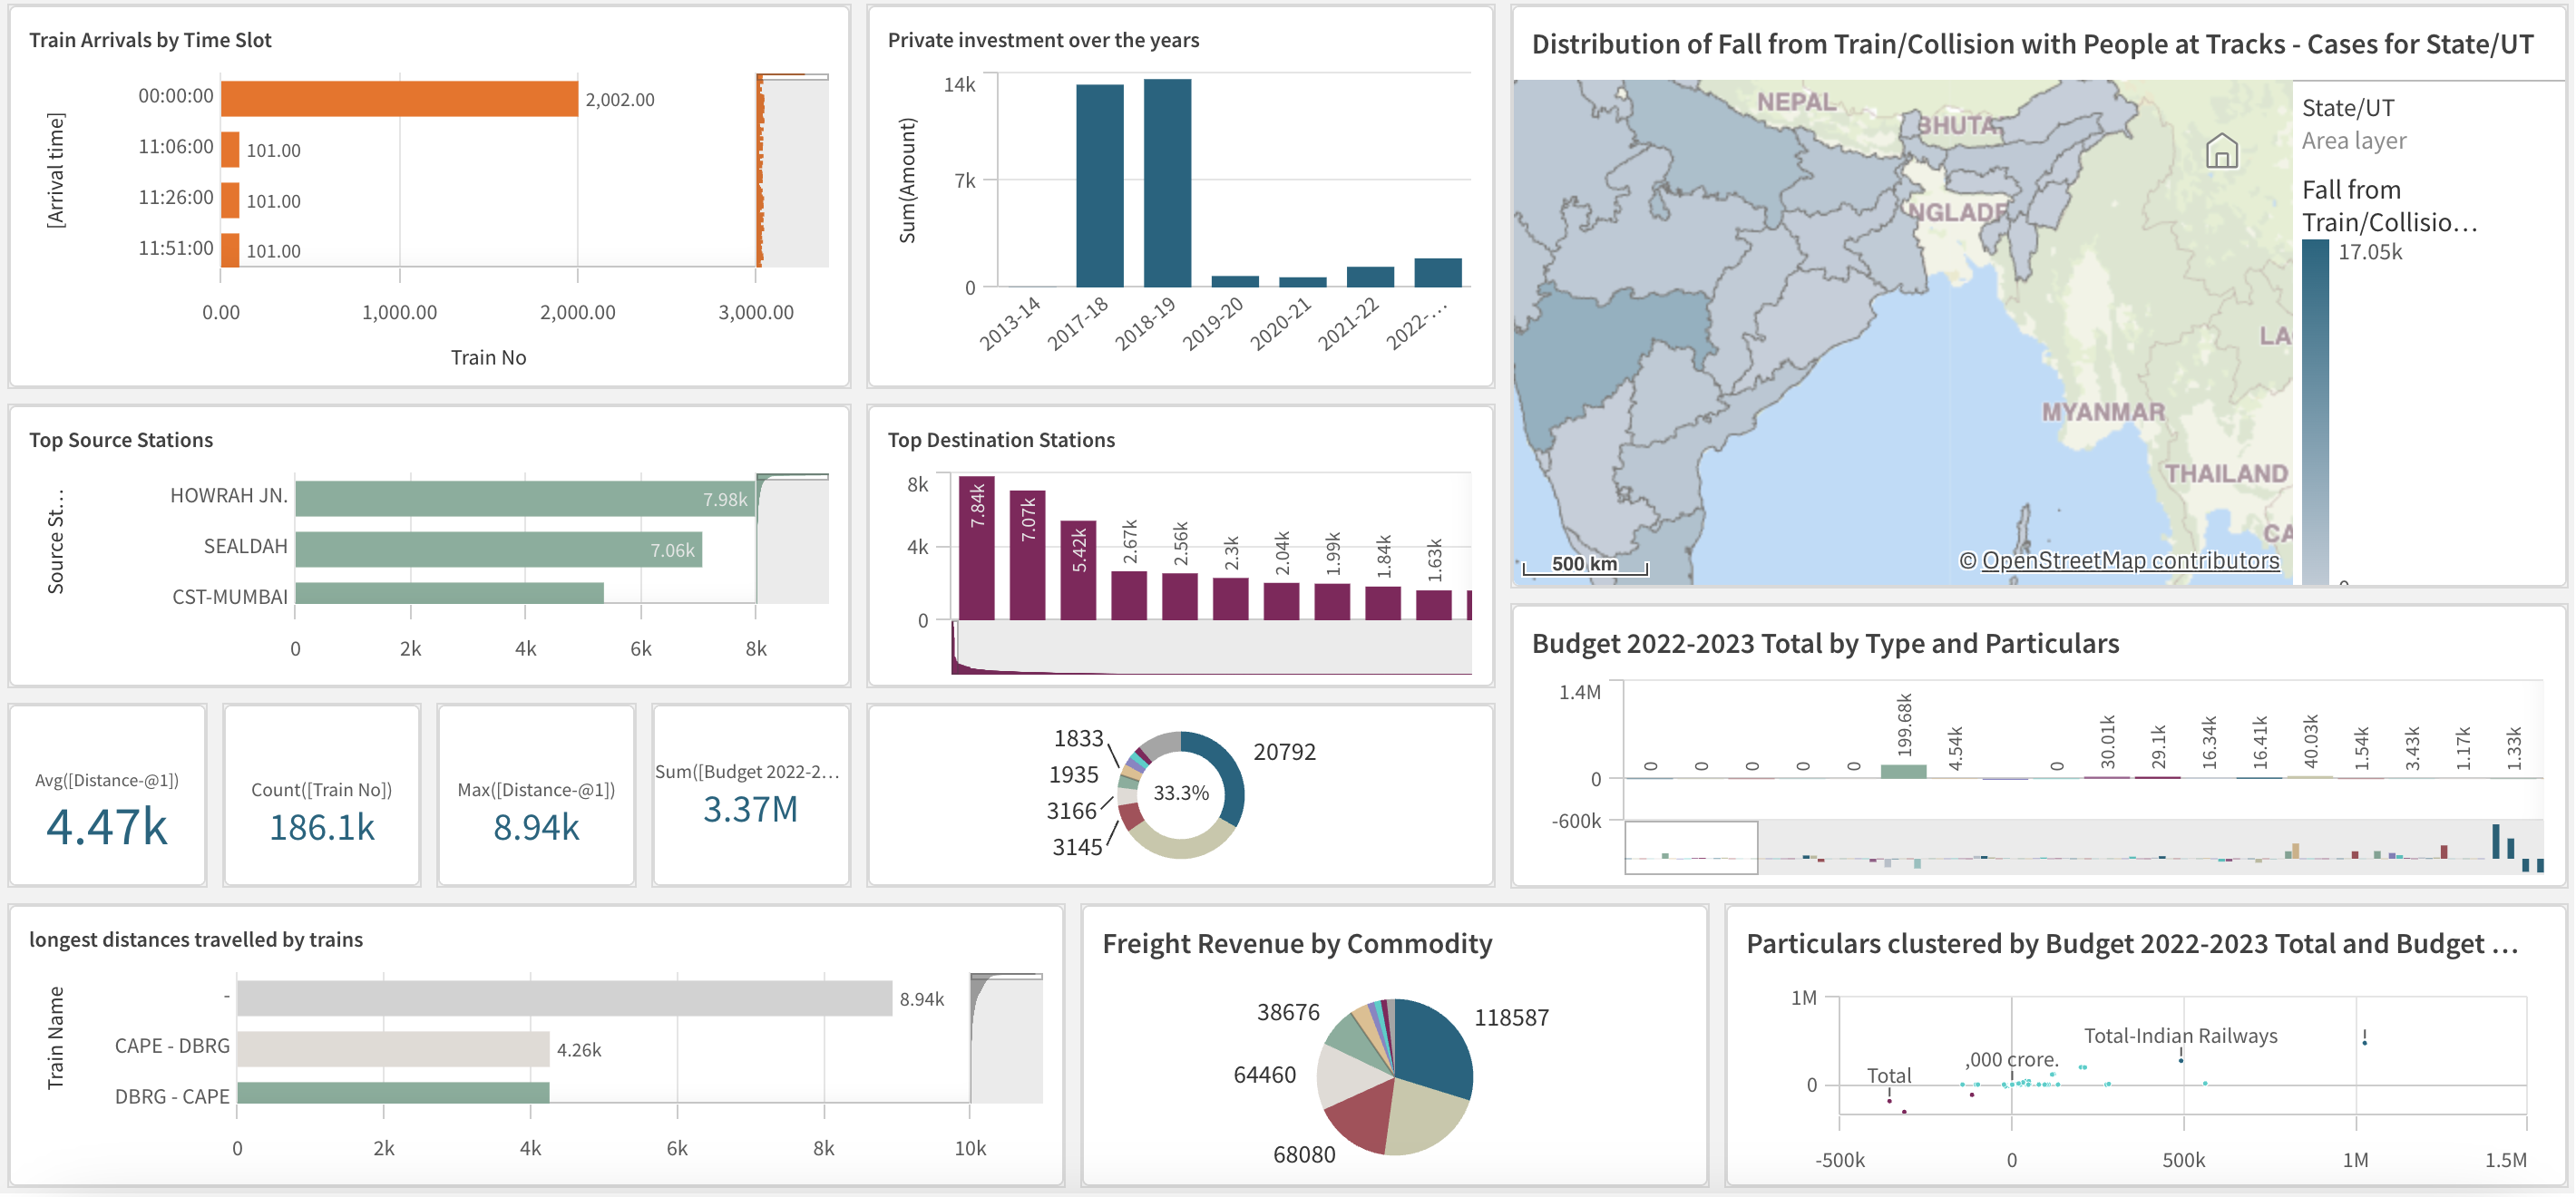 Train Arrivals by Time Slot
[Arrival time]
00:00:00
2,002.00
11:06:00
101.00
11:26:00
101.00
11:51:00
101.00
0.00
1,000.00
2,000.00
3,000.00
Train No
Private investment over the years
Sum(Amount)
14k
7k
0
2013-14
2017-18
2018-19
2019-20
2020-21
2021-22
2022-…
Distribution of Fall from Train/Collision with People at Tracks - Cases for State/UT
NEPAL
BHUTA
NGLADE
MYANMAR
LA
THAILAND
CA
500 km
© OpenStreetMap contributors
State/UT
Area layer
Fall from
Train/Collisio…
17.05k
Top Source Stations
Source St…
HOWRAH JN.
7.98k
SEALDAH
7.06k
CST-MUMBAI
0
2k
4k
6k
8k
Top Destination Stations
8k
4k
0
7.84k
7.07k
5.42k
2.67k
2.56k
2.3k
2.04k
1.99k
1.84k
1.63k
Budget 2022-2023 Total by Type and Particulars
1.4M
0
-600k
0
0
0
0
0
199.68k
4.54k
0
30.01k
29.1k
16.34k
16.41k
40.03k
1.54k
3.43k
1.17k
1.33k
Avg([Distance-@1])
4.47k
Count([Train No])
186.1k
Max([Distance-@1])
8.94k
Sum([Budget 2022-2…
3.37M
1833
1935
3166
3145
33.3%
20792
longest distances travelled by trains
Train Name
-
8.94k
CAPE - DBRG
4.26k
DBRG - CAPE
0
2k
4k
6k
8k
10k
Freight Revenue by Commodity
38676
118587
64460
68080
Particulars clustered by Budget 2022-2023 Total and Budget …
1M
0
Total-Indian Railways
,000 crore.
Total
-500k
0
500k
1M
1.5M